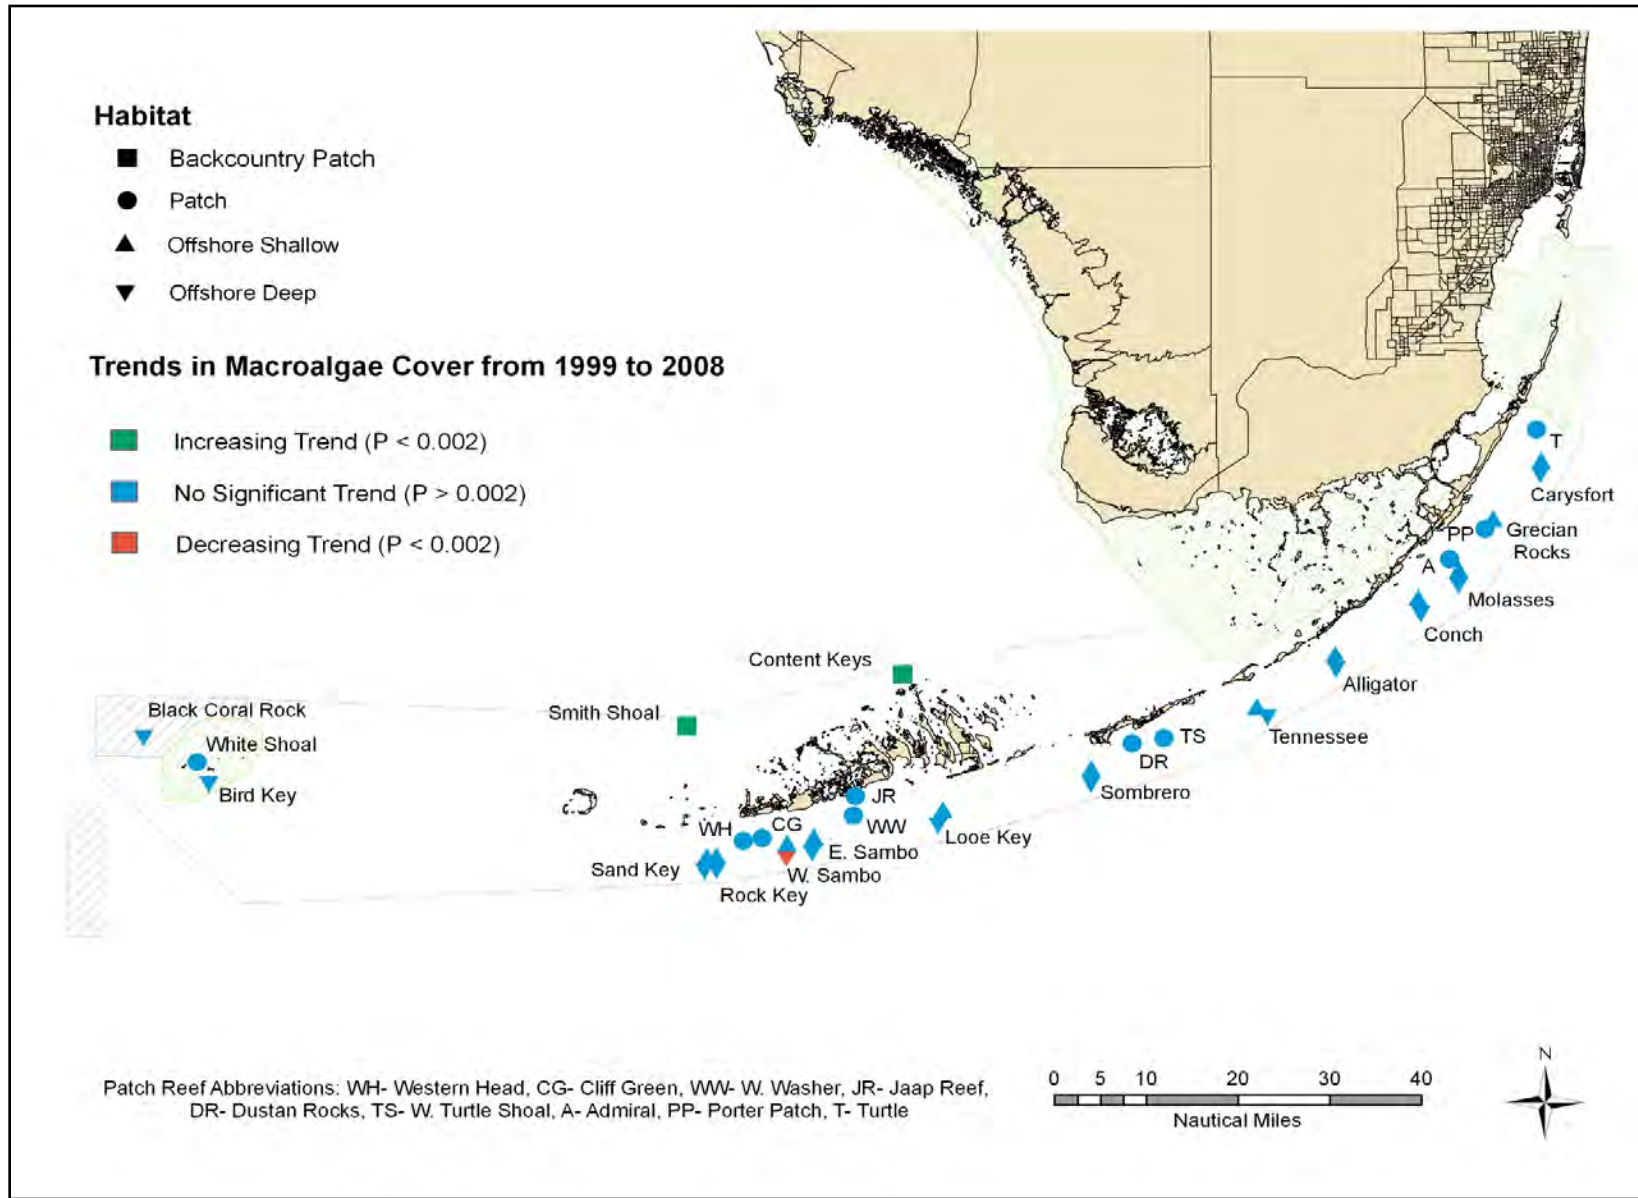 Habitat
Backcountry Patch
Patch
Offshore Shallow
Offshore Deep
Trends in Macroalgae Cover from 1999 to 2008
Increasing Trend (P < 0.002)
No Significant Trend (P > 0.002)
Decreasing Trend (P < 0.002)
T
Carysfort
PP
Grecian
Rocks
A
Molasses
Conch
Content Keys
Alligator
Smith Shoal
Black Coral Rock
White Shoal
Tennessee
TS
DR
Bird Key
Sombrero
JR
WW
CG
WH
Looe Key
E. Sambo
Sand Key
W. Sambo
Rock Key
Patch Reef Abbreviations: WH- Western Head, CG- Cliff Green, WW- W. Washer, JR- Jaap Reef,
DR- Dustan Rocks, TS- W. Turtle Shoal, A- Admiral, PP- Porter Patch, T- Turtle
0 5 10 20 30 40
Nautical Miles
N